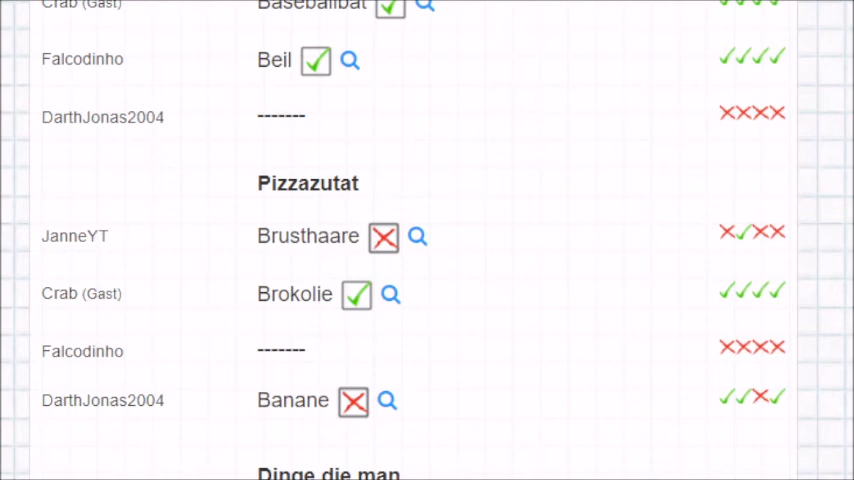 Crab (Gast) Baseballbat
Falcodinho Beil
DarthJonas2004 -------
Pizzazutat
JanneYT Brusthaare
Crab (Gast) Brokolie
Falcodinho -------
DarthJonas2004 Banane
Dinge die man